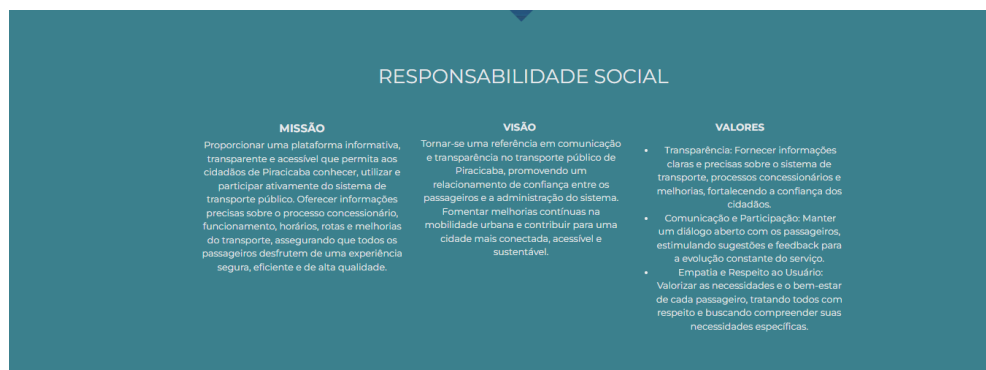 RESPONSABILIDADE SOCIAL
MISSÃO
Proporcionar uma plataforma informativa,
transparente e acessível que permita aos
cidadãos de Piracicaba conhecer, utilizar e
participar ativamente do sistema de
transporte público. Oferecer informações
precisas sobre o processo concessionário,
funcionamento, horários, rotas e melhorias
do transporte, assegurando que todos os
passageiros desfrutem de uma experiência
segura, eficiente e de alta qualidade.
VISÃO
Tornar-se uma referência em comunicação
e transparência no transporte público de
Piracicaba, promovendo um
relacionamento de confiança entre os
passageiros e a administração do sistema.
Fomentar melhorias contínuas na
mobilidade urbana e contribuir para uma
cidade mais conectada, acessível e
sustentável.
VALORES
• Transparência: Fornecer informações
claras e precisas sobre o sistema de
transporte, processos concessionários e
melhorias, fortalecendo a confiança dos
cidadãos.
• Comunicação e Participação: Manter
um diálogo aberto com os passageiros,
estimulando sugestões e feedback para
a evolução constante do serviço.
• Empatia e Respeito ao Usuário:
Valorizar as necessidades e o bem-estar
de cada passageiro, tratando todos com
respeito e buscando compreender suas
necessidades específicas.